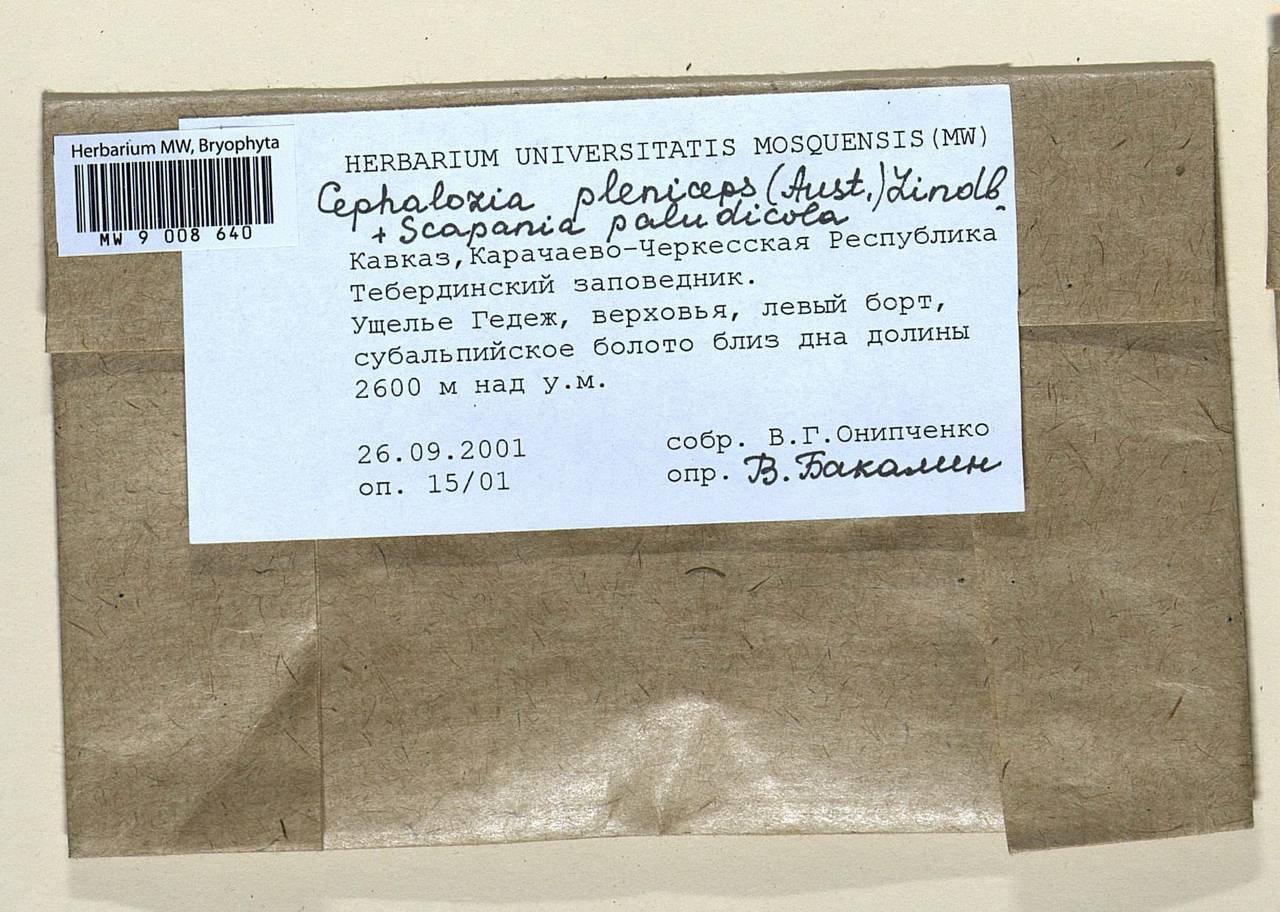 Herbarium MW, Bryophyta
MW 9 008 640
HERBARIUM UNIVERSITATIS MOSQUENSIS(MW)
Cephalozia pleniceps (Aust.) Lindb.
+ Scapania paludicola
Кавказ, Карачаево-Черкесская Республика
Тебердинский заповедник.
Ущелье Гедеж, верховья, левый борт,
субальпийское болото близ дна долины
2600 м над у.м.
26.09.2001 собр. В.Г.Онипченко
оп. 15/01 опр. В. Бакалин